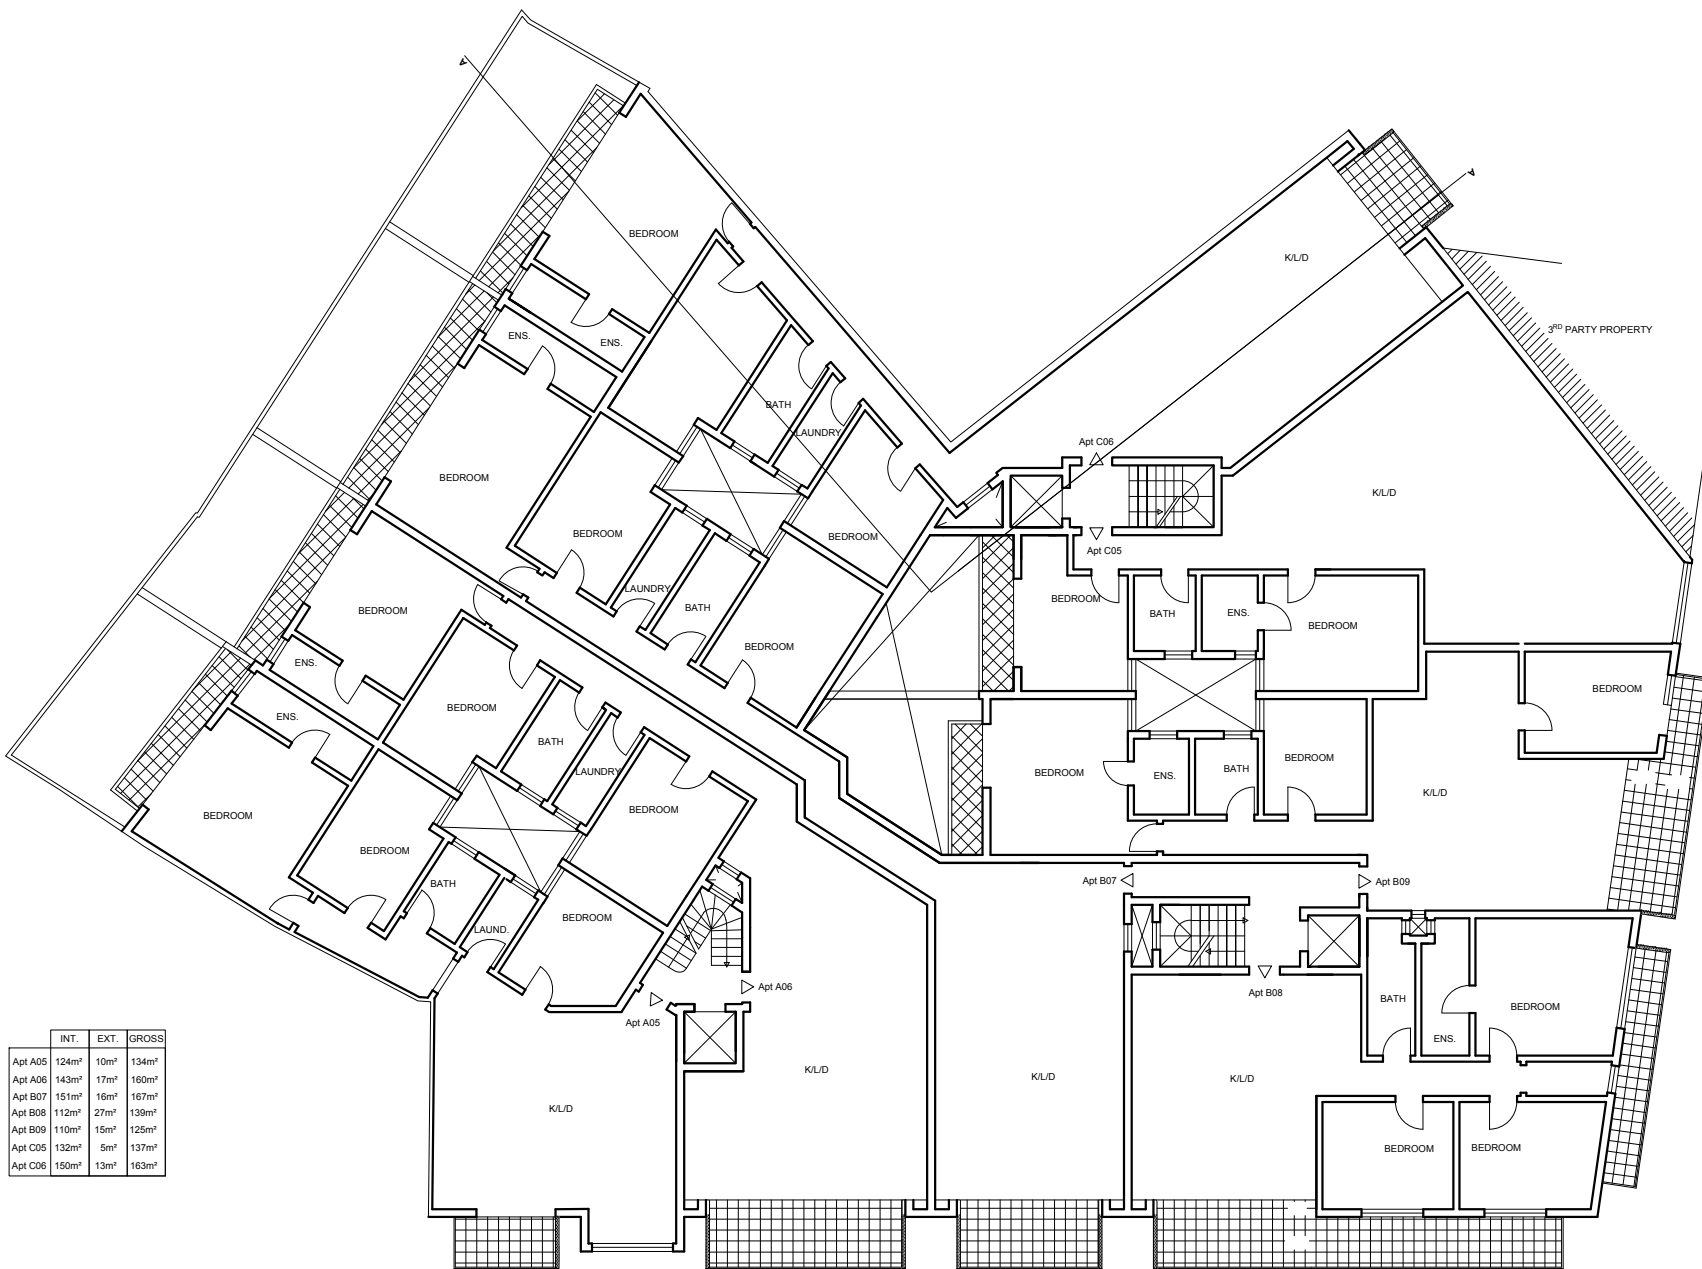 A
A
BEDROOM
K/L/D
3RD PARTY PROPERTY
ENS.
ENS.
BATH
LAUNDRY
Apt C06
BEDROOM
K/L/D
BEDROOM
BEDROOM
Apt C05
BEDROOM
LAUNDRY
BATH
BEDROOM
BATH
ENS.
BEDROOM
BEDROOM
ENS.
BEDROOM
BEDROOM
ENS.
BATH
LAUNDRY
BEDROOM
ENS.
BATH
BEDROOM
K/L/D
BEDROOM
BEDROOM
BEDROOM
BATH
LAUND.
BEDROOM
Apt B07
Apt B09
Apt A06
Apt A05
Apt B08
BATH
ENS.
BEDROOM
K/L/D
K/L/D
K/L/D
K/L/D
BEDROOM
BEDROOM
INT. EXT. GROSS
Apt A05 124m² 10m² 134m²
Apt A06 143m² 17m² 160m²
Apt B07 151m² 16m² 167m²
Apt B08 112m² 27m² 139m²
Apt B09 110m² 15m² 125m²
Apt C05 132m² 5m² 137m²
Apt C06 150m² 13m² 163m²